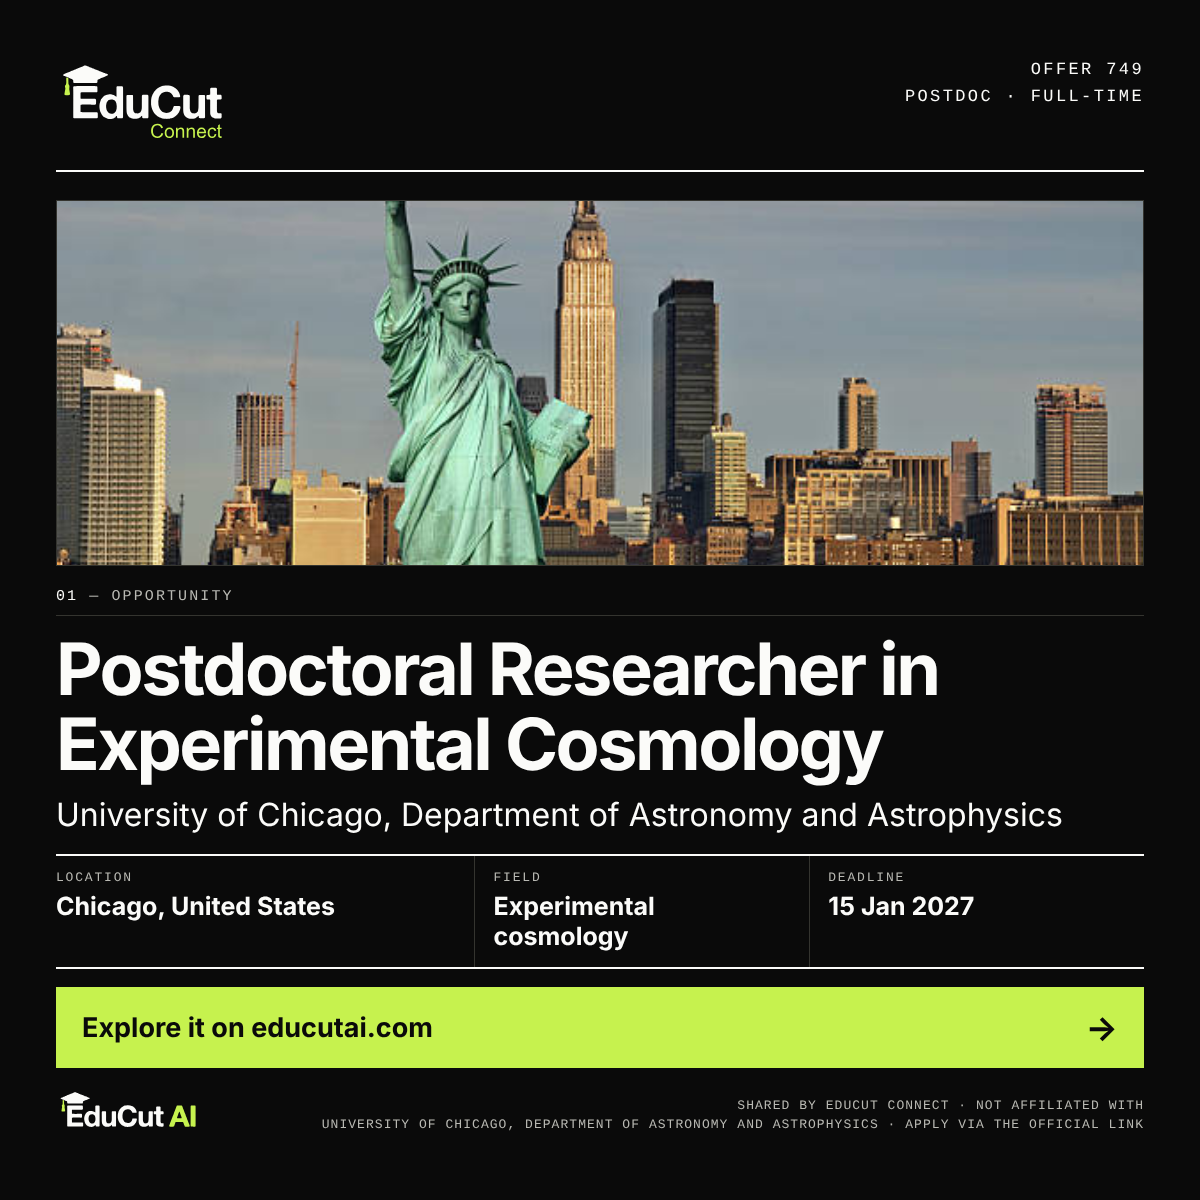 EduCut
Connect
OFFER 749
POSTDOC · FULL-TIME
01 — OPPORTUNITY
Postdoctoral Researcher in
Experimental Cosmology
University of Chicago, Department of Astronomy and Astrophysics
LOCATION
Chicago, United States
FIELD
Experimental
cosmology
DEADLINE
15 Jan 2027
Explore it on educutai.com →
EduCut AI
SHARED BY EDUCUT CONNECT · NOT AFFILIATED WITH
UNIVERSITY OF CHICAGO, DEPARTMENT OF ASTRONOMY AND ASTROPHYSICS · APPLY VIA THE OFFICIAL LINK